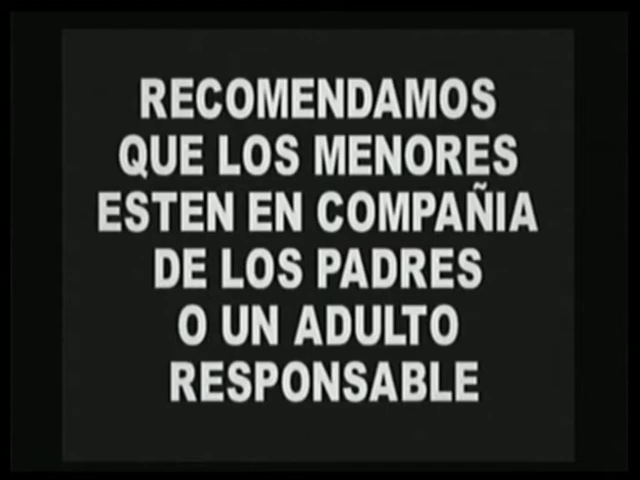 RECOMENDAMOS
QUE LOS MENORES
ESTEN EN COMPAÑIA
DE LOS PADRES
O UN ADULTO
RESPONSABLE